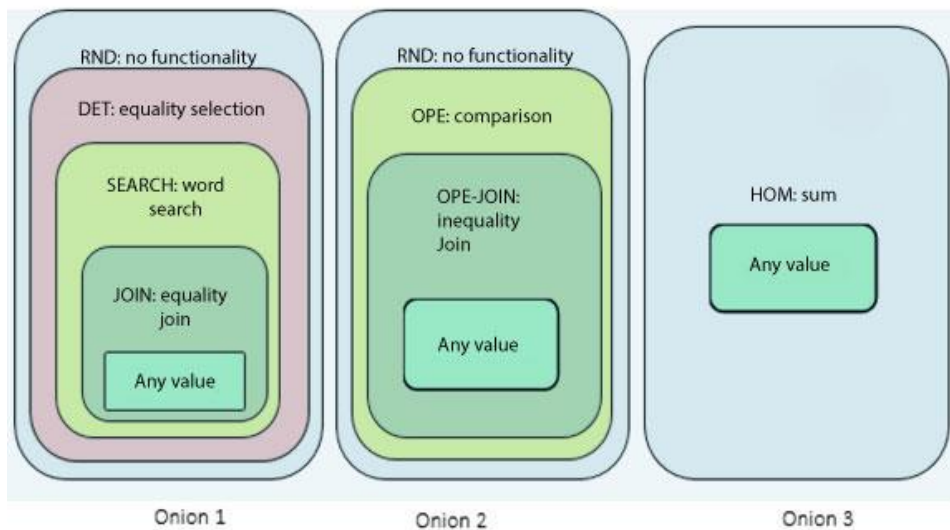 RND: no functionality
DET: equality selection
SEARCH: word
search
JOIN: equality
join
Any value
Onion 1
RND: no functionality
OPE: comparison
OPE-JOIN:
inequality
Join
Any value
Onion 2
HOM: sum
Any value
Onion 3